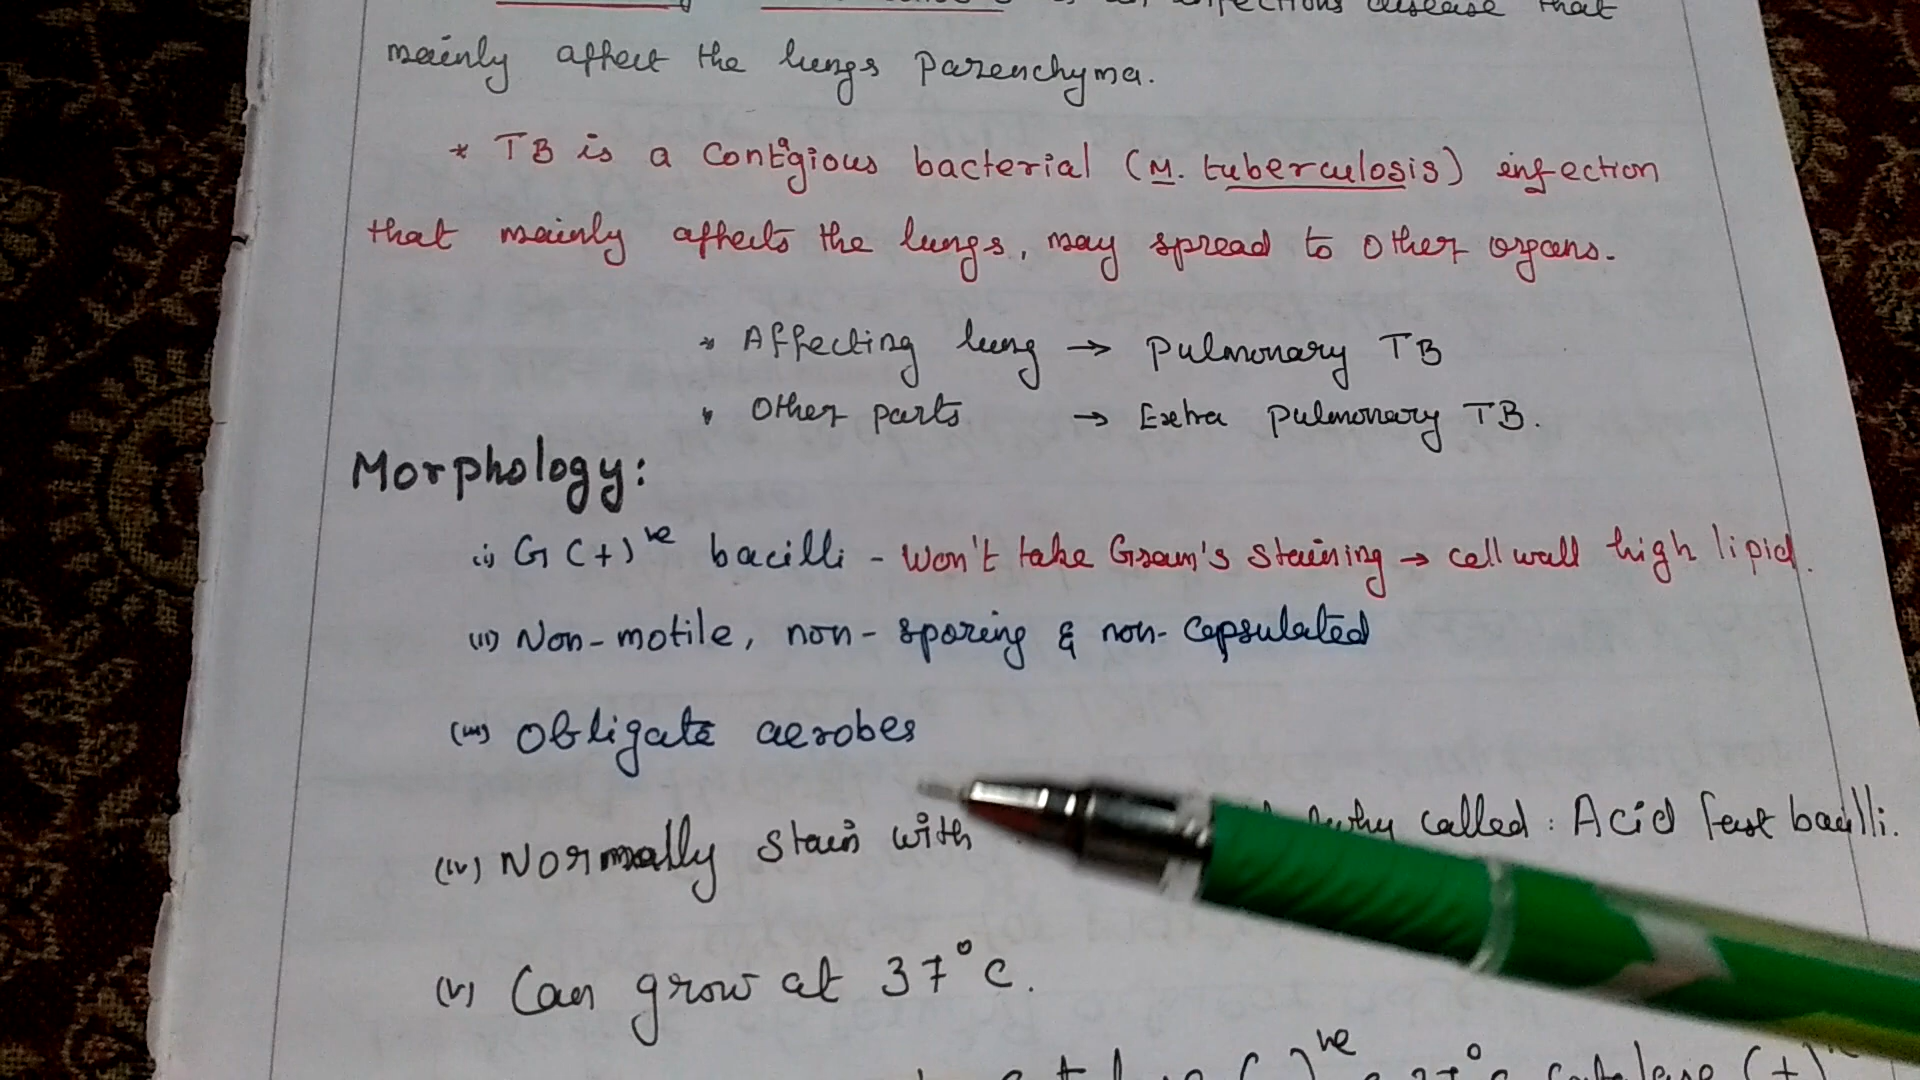 disease that
mainly affect the lungs Parenchyma.
* TB is a Contagious bacterial (M. tuberculosis) infection
that mainly affects the lungs, may spread to other organs.
* Affecting lung → Pulmonary TB
* Other parts → Extra pulmonary TB.
Morphology:
(i) G (+)ve bacilli - Won't take Gram's Staining → cell wall high lipid.
(ii) Non-motile, non-sporing & non-Capsulated
(iii) Obligate aerobes
(iv) Normally Stain with why called : Acid fast bacilli.
(v) Can grow at 37°c.